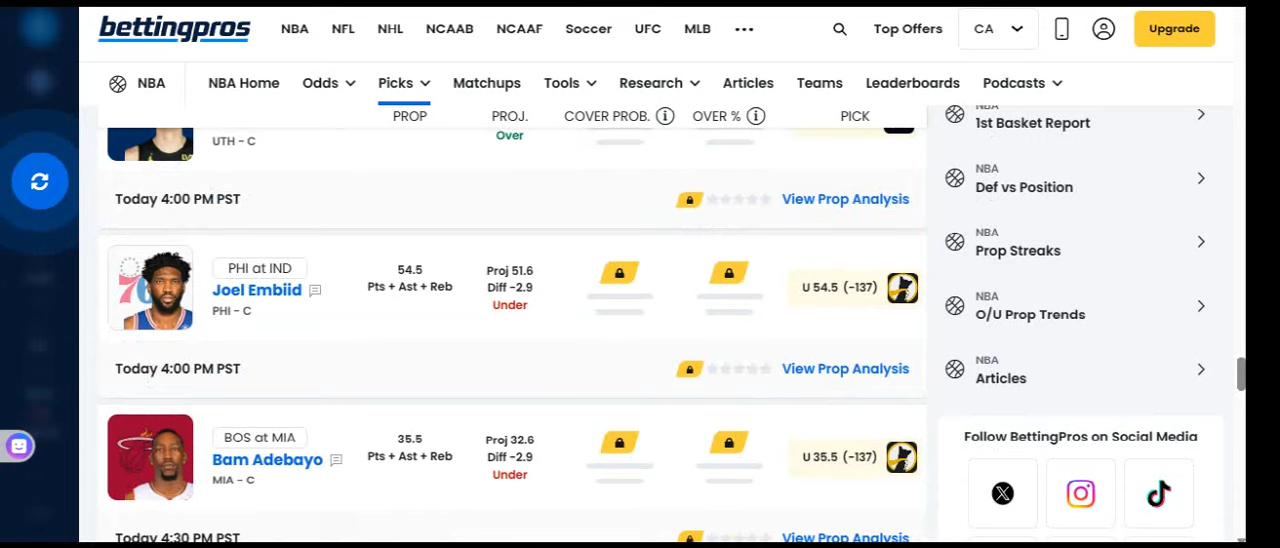 bettingpros
NBA NFL NHL NCAAB NCAAF Soccer UFC MLB ••• Top Offers CA Upgrade
NBA NBA Home Odds Picks Matchups Tools Research Articles Teams Leaderboards Podcasts
PROP PROJ. COVER PROB. OVER % PICK
Over
UTH - C
Today 4:00 PM PST View Prop Analysis
PHI at IND
Joel Embiid
PHI - C
54.5
Pts + Ast + Reb
Proj 51.6
Diff -2.9
Under
U 54.5 (-137)
Today 4:00 PM PST View Prop Analysis
BOS at MIA
Bam Adebayo
MIA - C
35.5
Pts + Ast + Reb
Proj 32.6
Diff -2.9
Under
U 35.5 (-137)
Today 4:30 PM PST View Prop Analysis
NBA
1st Basket Report
NBA
Def vs Position
NBA
Prop Streaks
NBA
O/U Prop Trends
NBA
Articles
Follow BettingPros on Social Media